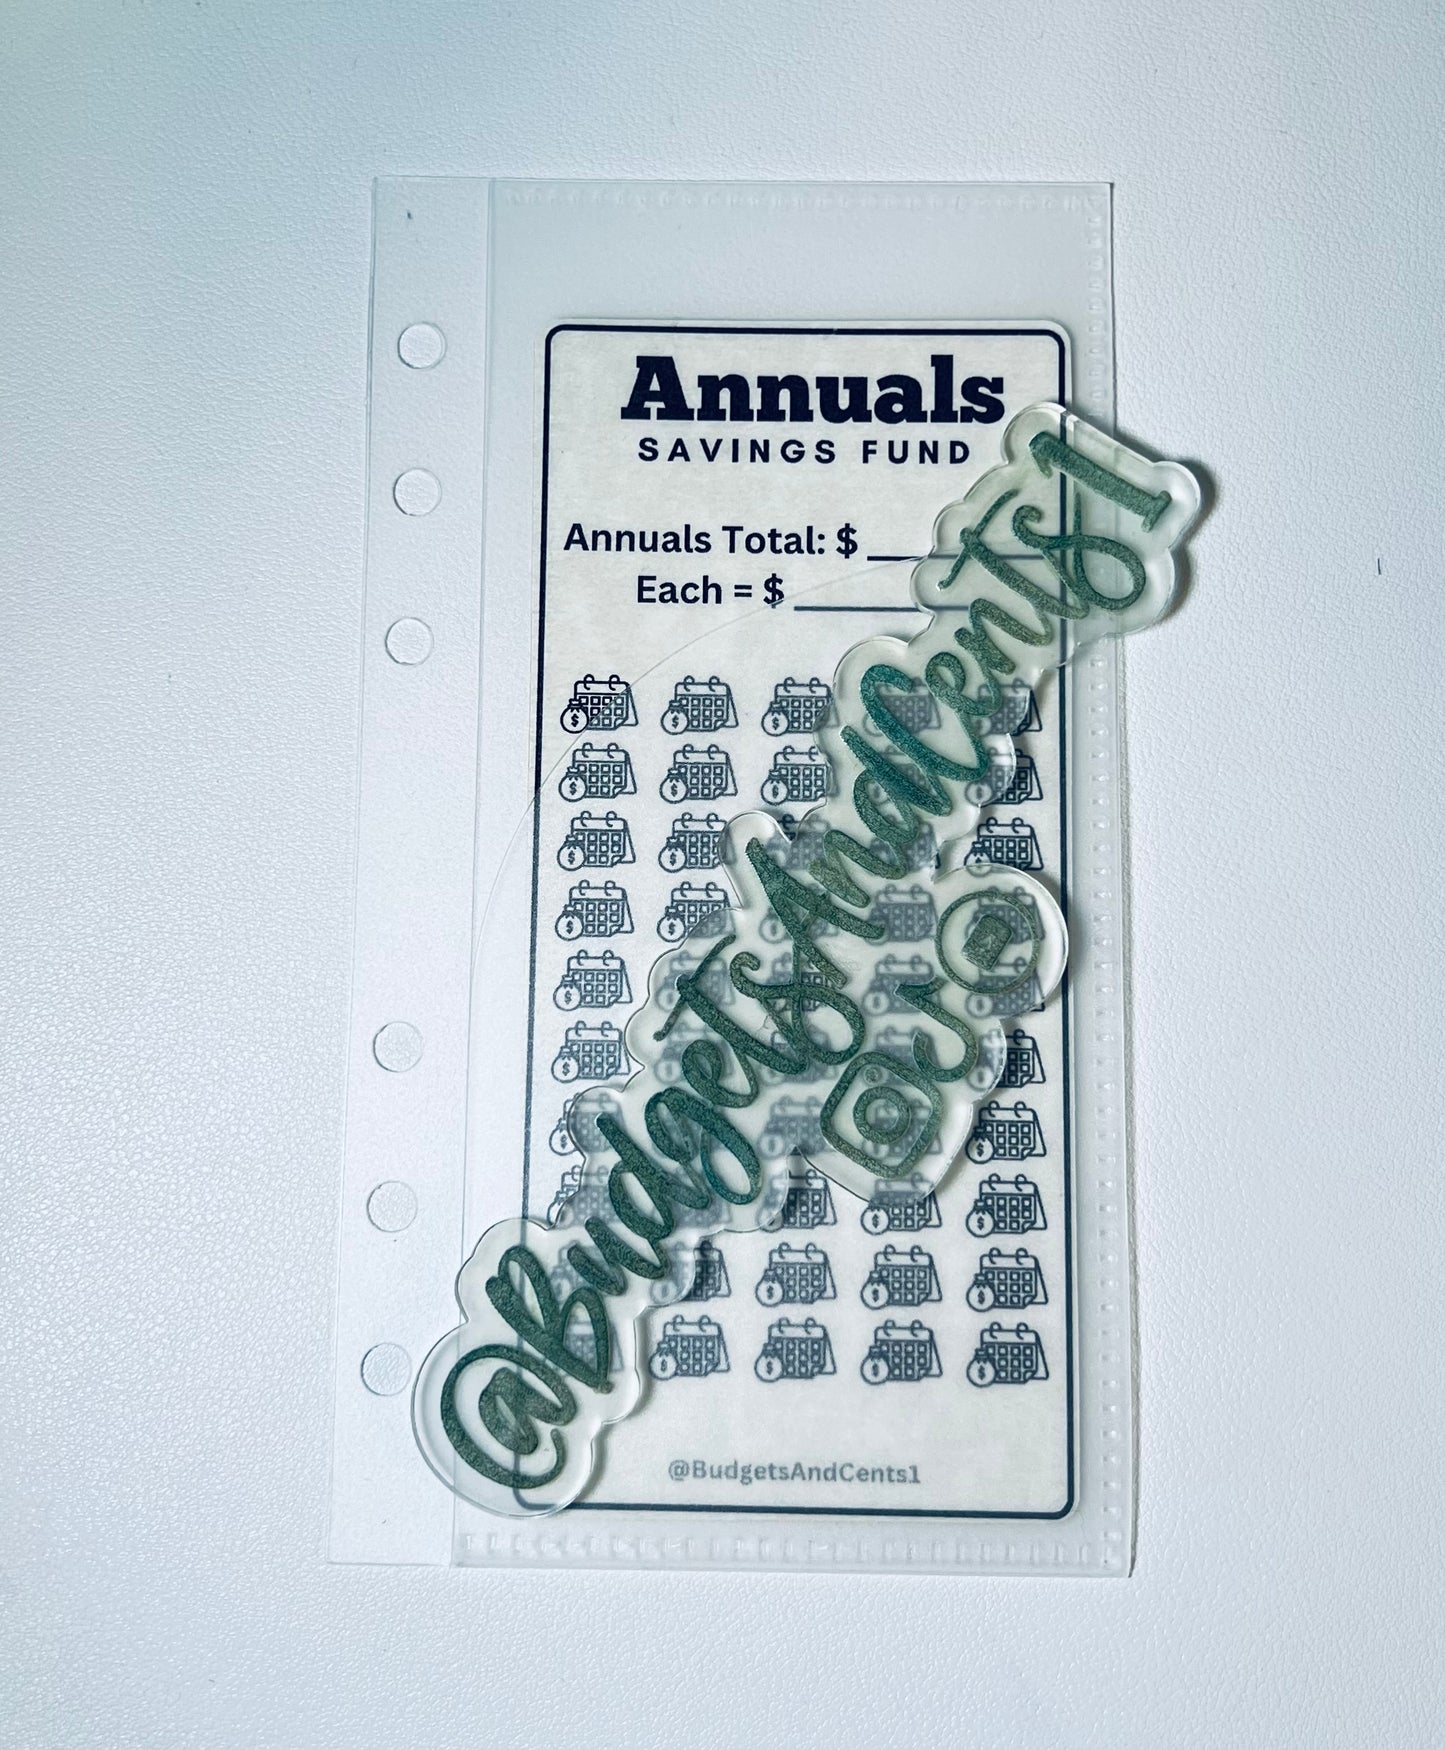 Annuals
SAVINGS FUND
Annuals Total: $
Each = $
@BudgetsAndCents1
@BudgetsAndCents1